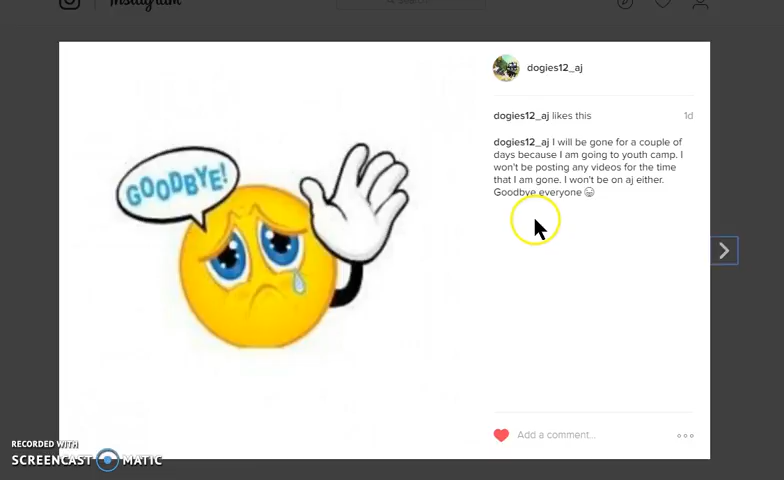 Instagram
GOODBYE!
dogies12_aj
dogies12_aj likes this 1d
dogies12_aj I will be gone for a couple of
days because I am going to youth camp. I
won't be posting any videos for the time
that I am gone. I won't be on aj either.
Goodbye everyone 😂
Add a comment...
RECORDED WITH
SCREENCAST MATIC